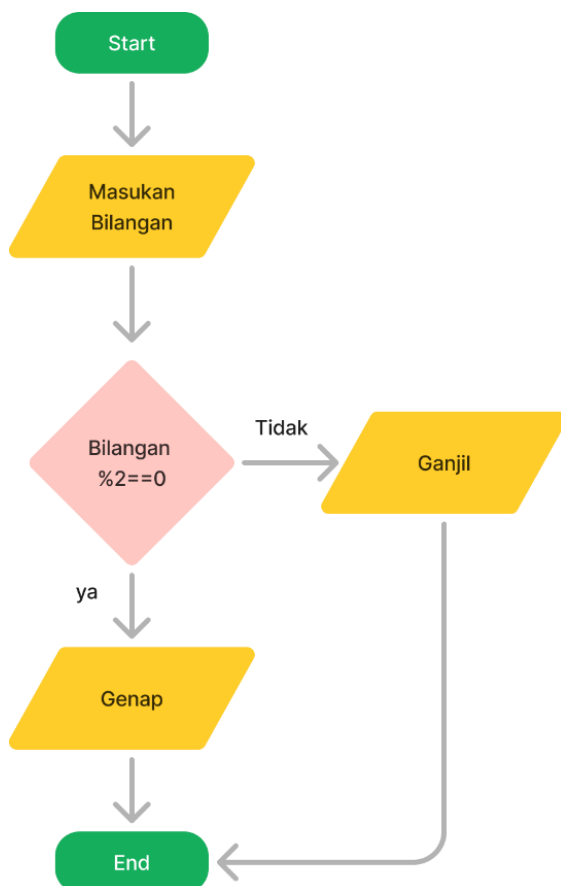 Start
Masukan
Bilangan
Bilangan
%2==0
Tidak
Ganjil
ya
Genap
End